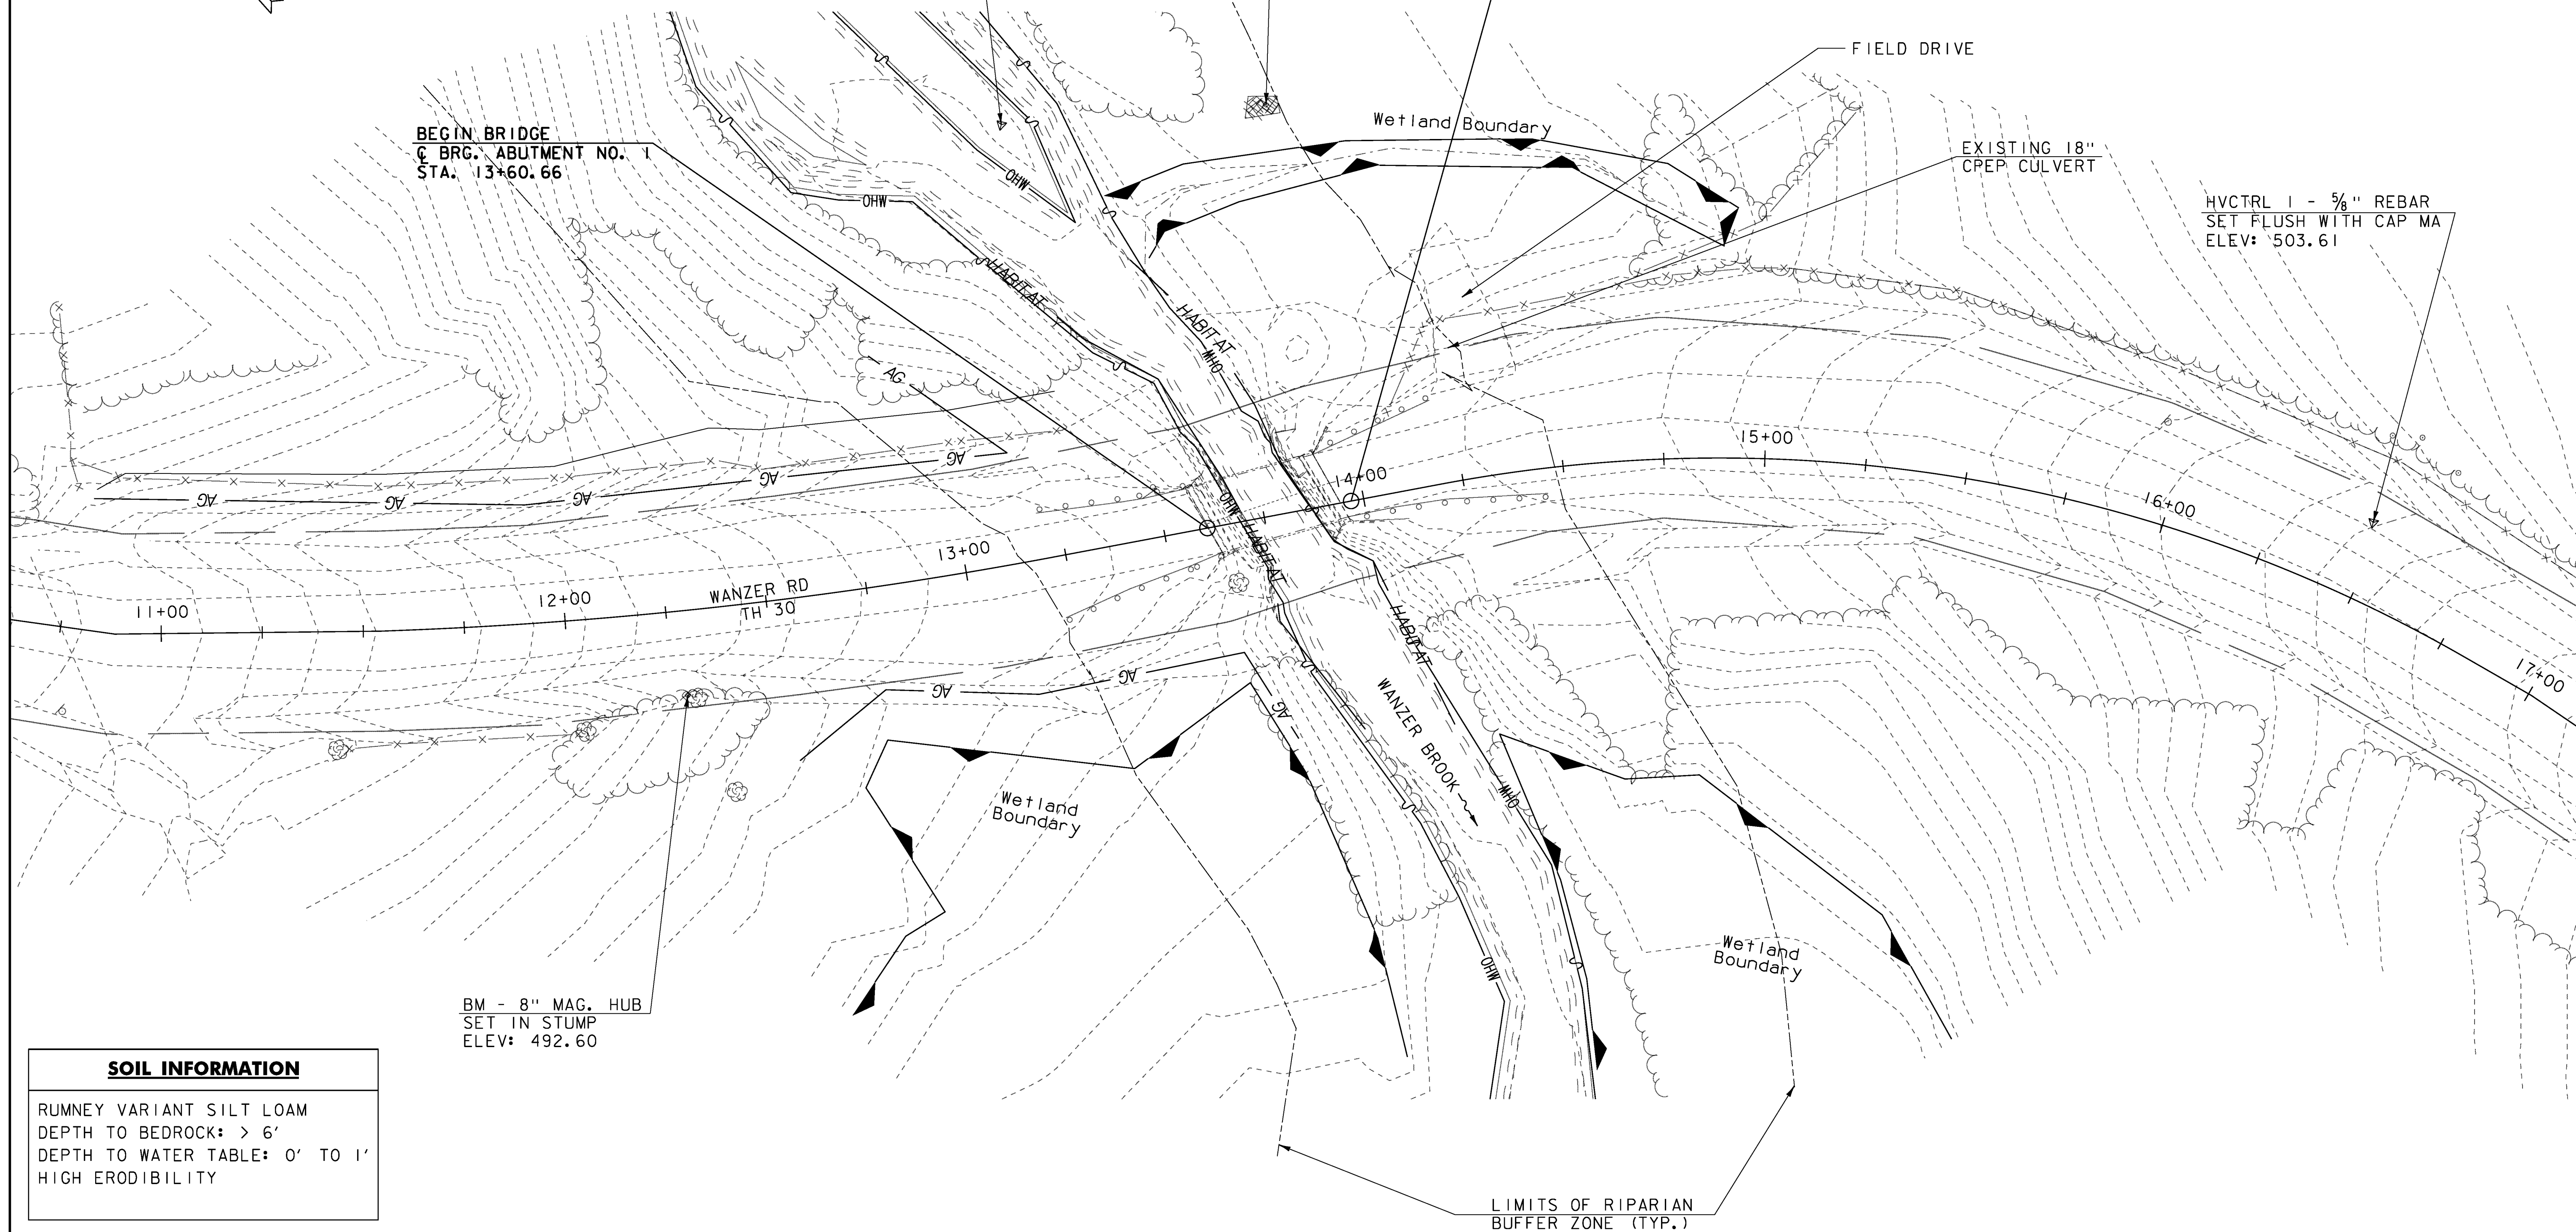 FIELD DRIVE
BEGIN BRIDGE
℄ BRG. ABUTMENT NO. 1
STA. 13+60.66
Wetland Boundary
EXISTING 18"
CPEP CULVERT
HVCTRL 1 - ⅝" REBAR
SET FLUSH WITH CAP MA
ELEV: 503.61
OHW
OHW
HABITAT
HABITAT
OHW
AG
AG
AG
AG
AG
AG
OHW
HABITAT
HABITAT
11+00
12+00
13+00
14+00
15+00
16+00
17+00
WANZER RD
TH 30
AG
AG
AG
WANZER BROOK
OHW
OHW
Wetland
Boundary
Wetland
Boundary
BM - 8" MAG. HUB
SET IN STUMP
ELEV: 492.60
SOIL INFORMATION
RUMNEY VARIANT SILT LOAM
DEPTH TO BEDROCK: > 6'
DEPTH TO WATER TABLE: 0' TO 1'
HIGH ERODIBILITY
LIMITS OF RIPARIAN
BUFFER ZONE (TYP.)